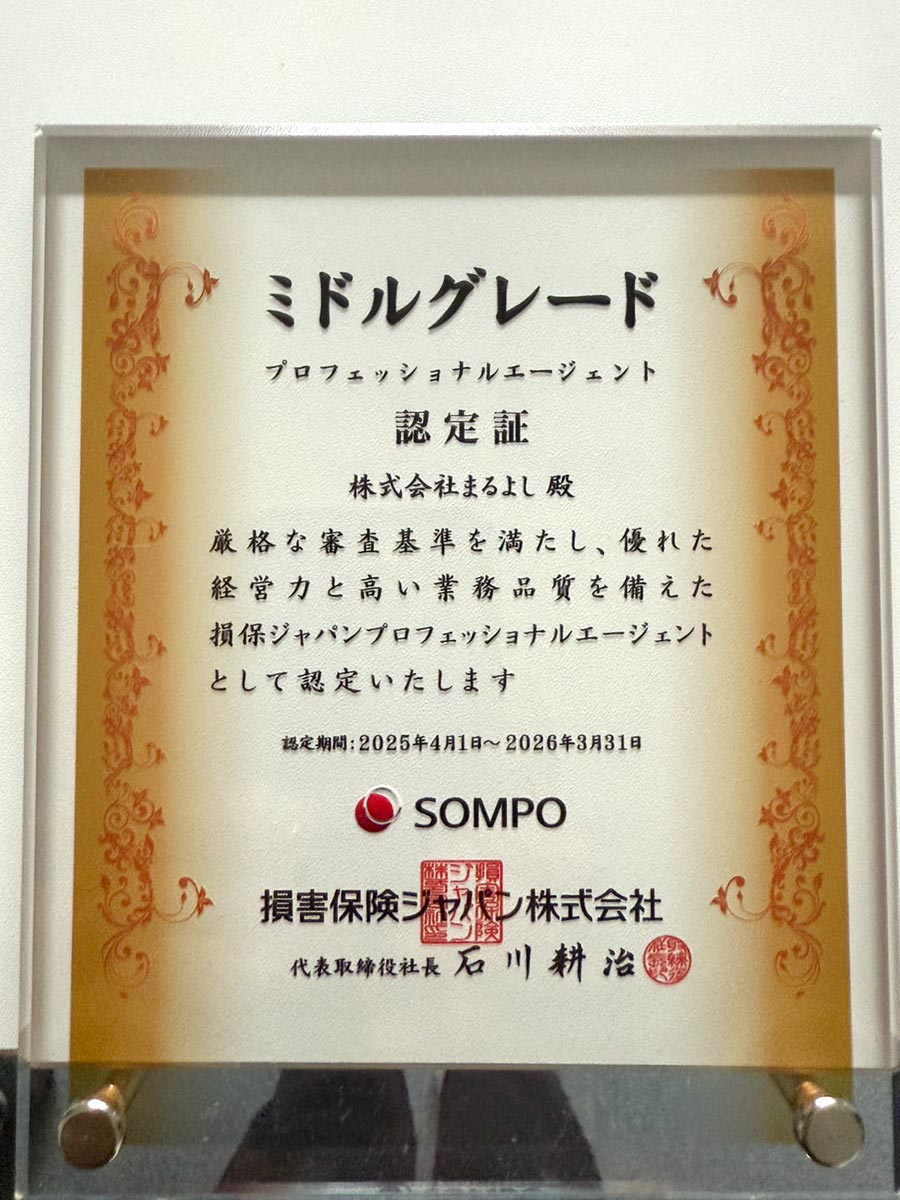 ミドルグレード
プロフェッショナルエージェント
認定証
株式会社まるよし 殿
厳格な審査基準を満たし、優れた
経営力と高い業務品質を備えた
損保ジャパンプロフェッショナルエージェント
として認定いたします
認定期間:2025年4月1日～2026年3月31日
SOMPO
損害保険ジャパン株式会社
代表取締役社長 石川耕治